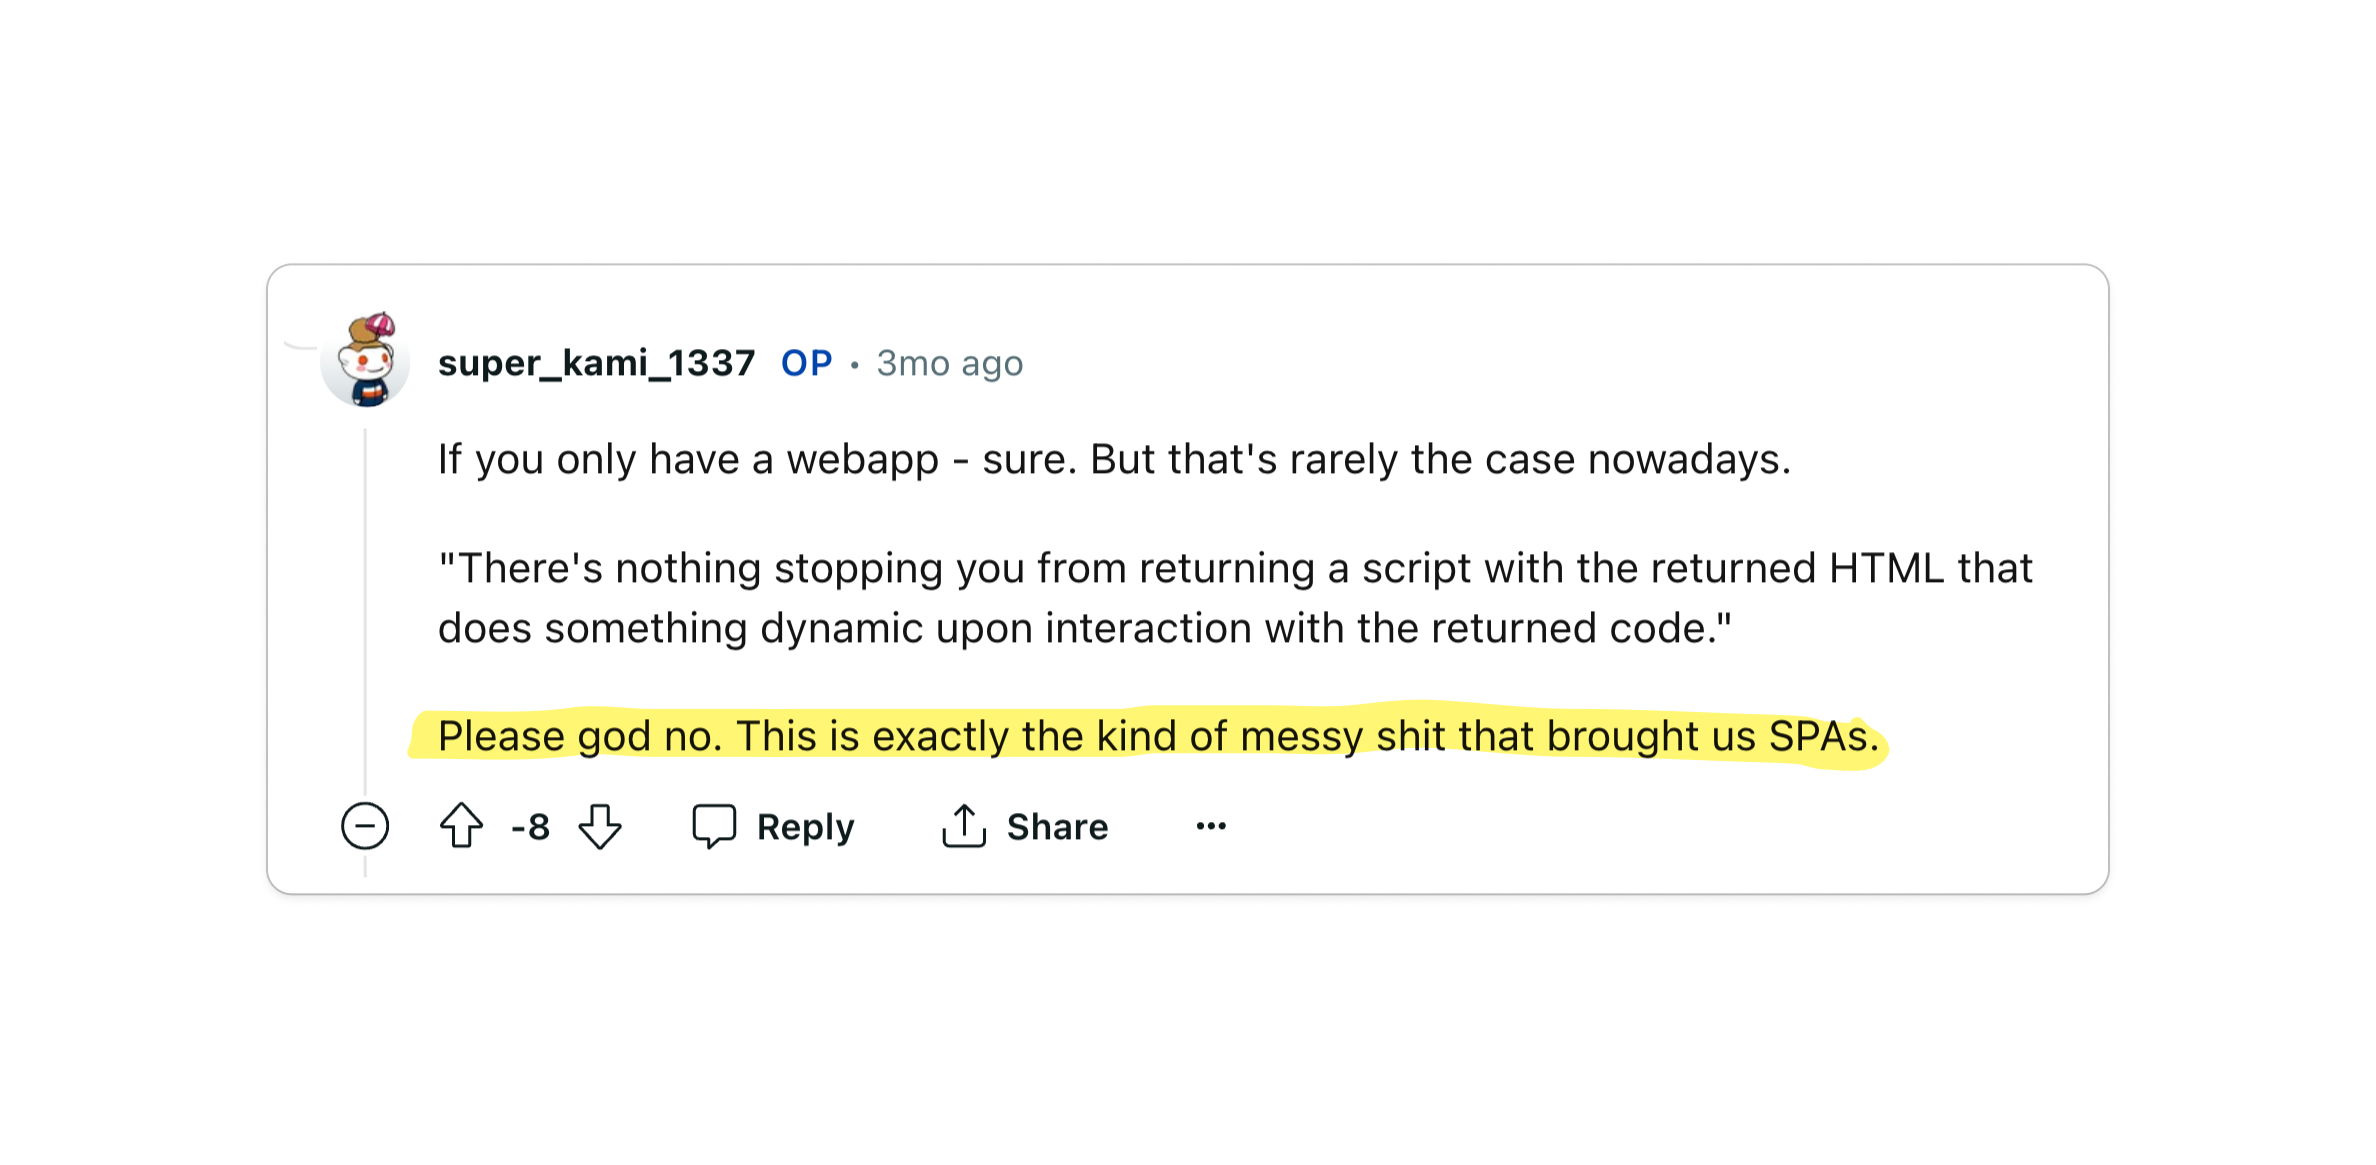 super_kami_1337 OP • 3mo ago
If you only have a webapp - sure. But that's rarely the case nowadays.
"There's nothing stopping you from returning a script with the returned HTML that
does something dynamic upon interaction with the returned code."
Please god no. This is exactly the kind of messy shit that brought us SPAs.
-8 Reply Share ...